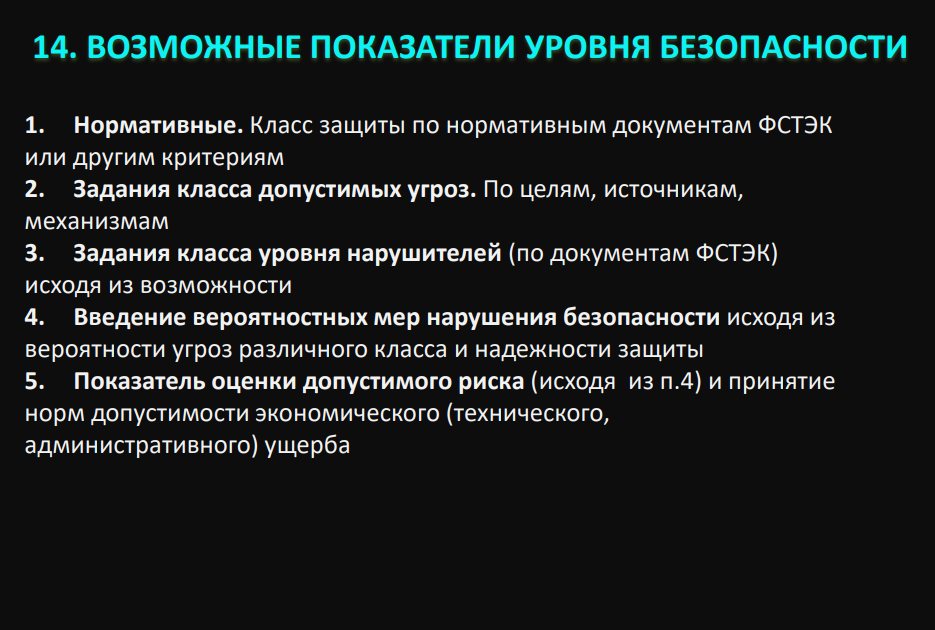 14. ВОЗМОЖНЫЕ ПОКАЗАТЕЛИ УРОВНЯ БЕЗОПАСНОСТИ
1. Нормативные. Класс защиты по нормативным документам ФСТЭК
или другим критериям
2. Задания класса допустимых угроз. По целям, источникам,
механизмам
3. Задания класса уровня нарушителей (по документам ФСТЭК)
исходя из возможности
4. Введение вероятностных мер нарушения безопасности исходя из
вероятности угроз различного класса и надежности защиты
5. Показатель оценки допустимого риска (исходя из п.4) и принятие
норм допустимости экономического (технического,
административного) ущерба